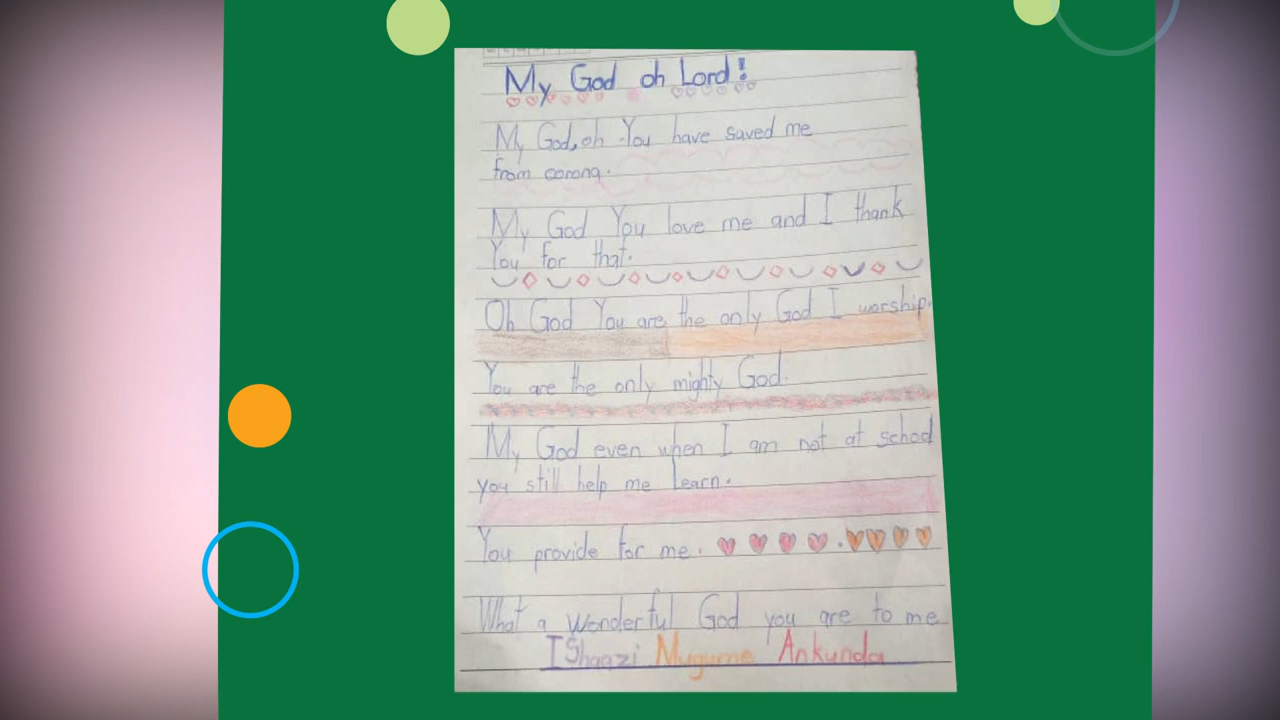 My God oh Lord!
My God, oh You have saved me
from corona.
My God You love me and I thank
You for that.
Oh God You are the only God I worship.
You are the only mighty God.
My God even when I am not at school
you still help me learn.
You provide for me.
What a wonderful God you are to me
IShaazi Mugume Ankunda